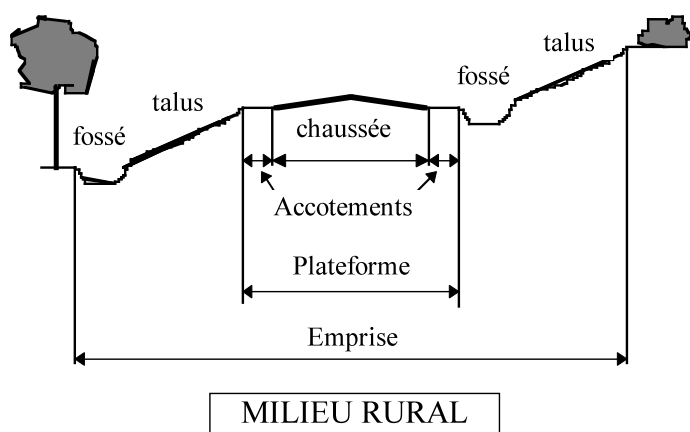 talus
fossé
talus
fossé
chaussée
Accotements
Plateforme
Emprise
MILIEU RURAL